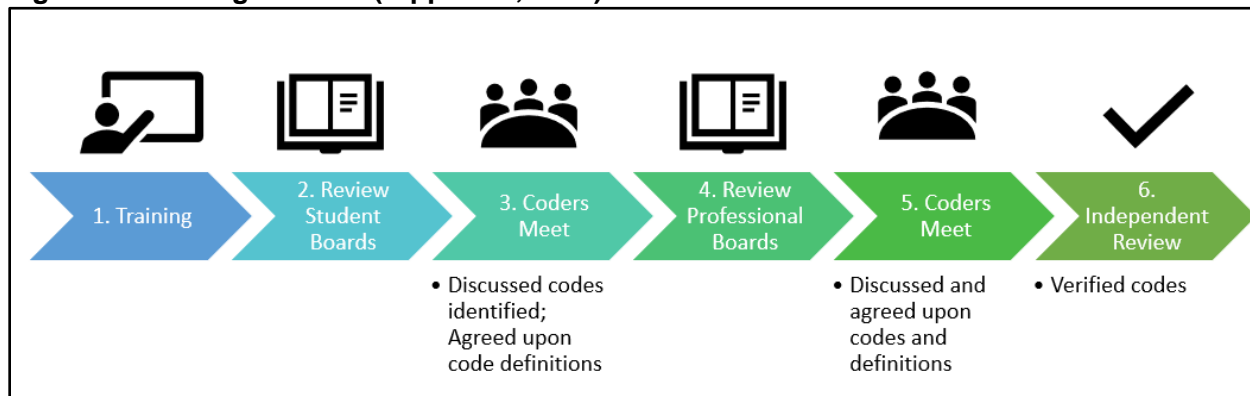 1. Training
2. Review
Student
Boards
3. Coders
Meet
4. Review
Professional
Boards
5. Coders
Meet
6.
Independent
Review
• Discussed codes
identified;
Agreed upon
code definitions
• Discussed and
agreed upon
codes and
definitions
• Verified codes